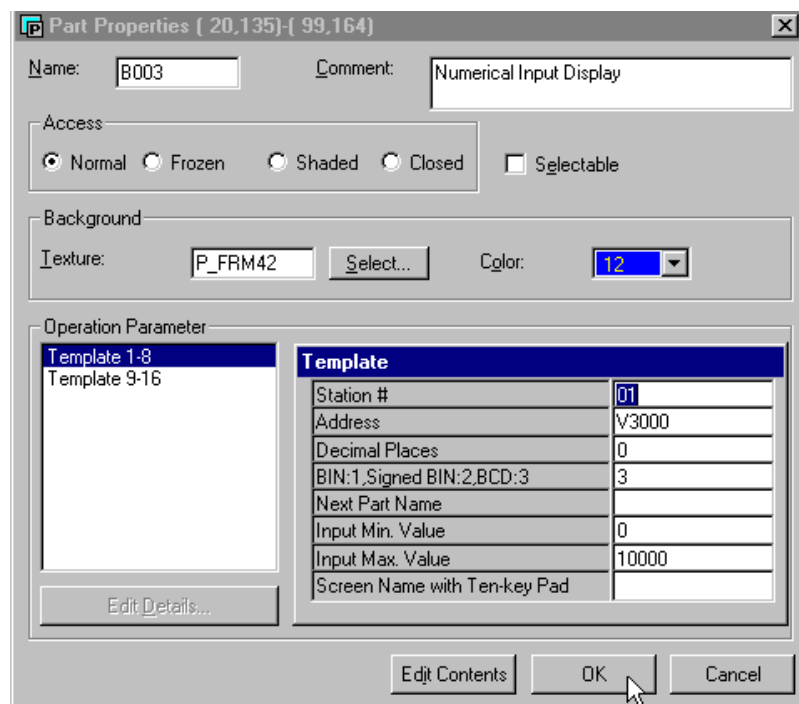 Part Properties ( 20,135)-( 99,164)
Name: B003 Comment: Numerical Input Display
Access
Normal Frozen Shaded Closed Selectable
Background
Texture: P_FRM42 Select... Color: 12
Operation Parameter
Template 1-8
Template 9-16
Template
Station # 01
Address V3000
Decimal Places 0
BIN:1,Signed BIN:2,BCD:3 3
Next Part Name
Input Min. Value 0
Input Max. Value 10000
Screen Name with Ten-key Pad
Edit Details...
Edit Contents OK Cancel